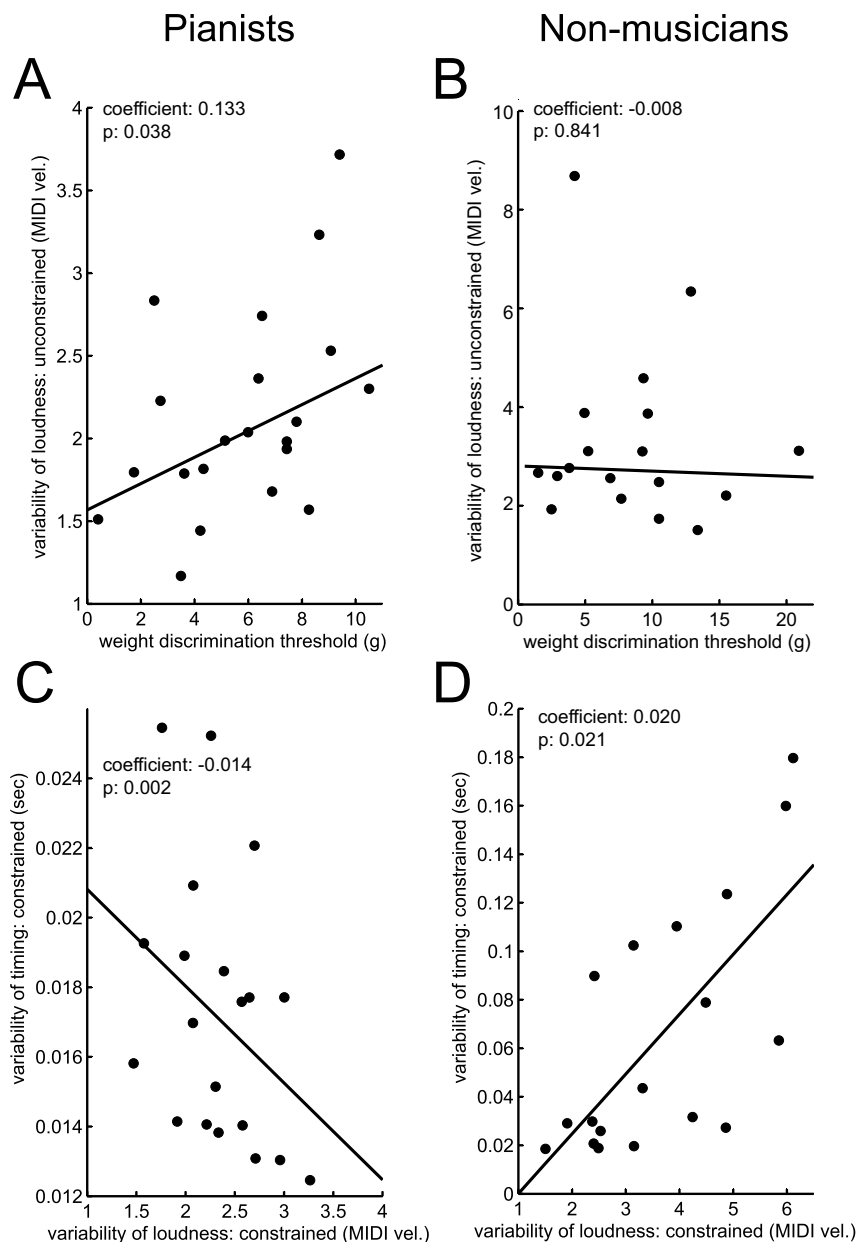 Pianists
Non-musicians
A
coefficient: 0.133
p: 0.038
variability of loudness: unconstrained (MIDI vel.)
4
3.5
3
2.5
2
1.5
1
0 2 4 6 8 10
weight discrimination threshold (g)
B
coefficient: -0.008
p: 0.841
variability of loudness: unconstrained (MIDI vel.)
10
8
6
4
2
0
0 5 10 15 20
weight discrimination threshold (g)
C
coefficient: -0.014
p: 0.002
variability of timing: constrained (sec)
0.024
0.022
0.02
0.018
0.016
0.014
0.012
1 1.5 2 2.5 3 3.5 4
variability of loudness: constrained (MIDI vel.)
D
coefficient: 0.020
p: 0.021
variability of timing: constrained (sec)
0.2
0.18
0.16
0.14
0.12
0.1
0.08
0.06
0.04
0.02
0
1 2 3 4 5 6
variability of loudness: constrained (MIDI vel.)